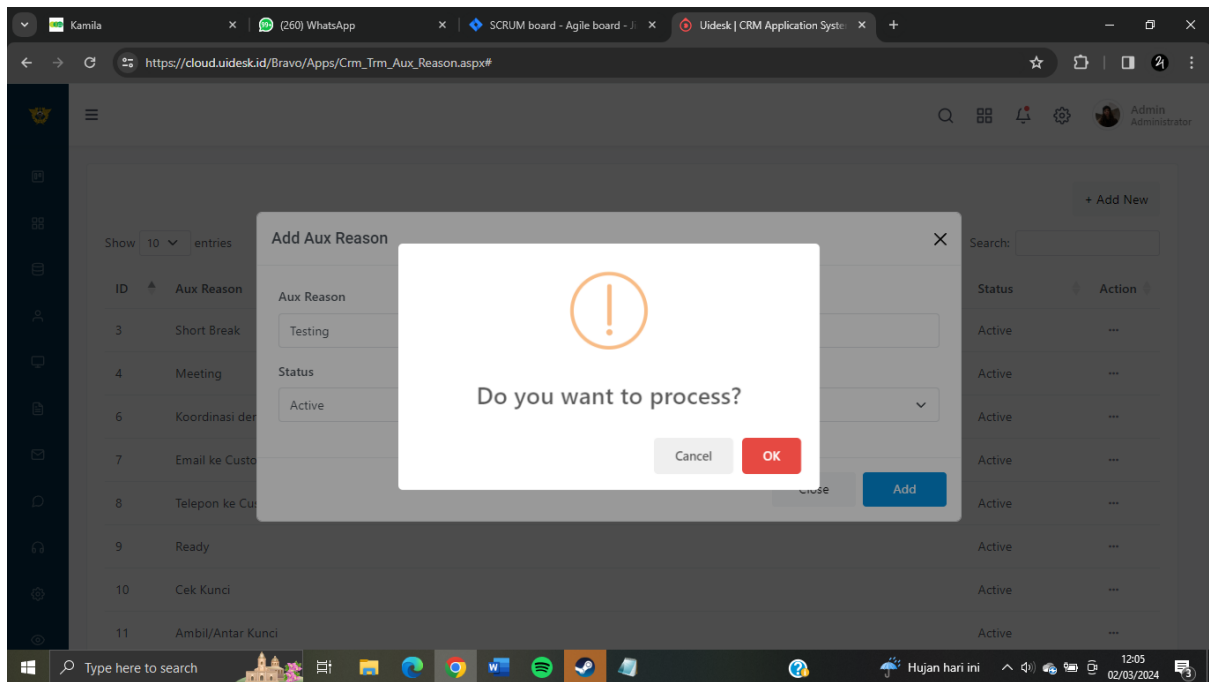 Kamila
(260) WhatsApp
SCRUM board - Agile board - Ji
Uidesk | CRM Application Syste
https://cloud.uidesk.id/Bravo/Apps/Crm_Trm_Aux_Reason.aspx#
Admin
Administrator
+ Add New
Show 10 entries
Search:
Add Aux Reason
ID Aux Reason Status Action
Aux Reason
Testing
Status
Active
Do you want to process?
Cancel OK
Close Add
3 Short Break Active
4 Meeting Active
6 Koordinasi der Active
7 Email ke Custo Active
8 Telepon ke Cu Active
9 Ready Active
10 Cek Kunci Active
11 Ambil/Antar Kunci Active
Type here to search
Hujan hari ini
12:05
02/03/2024
3